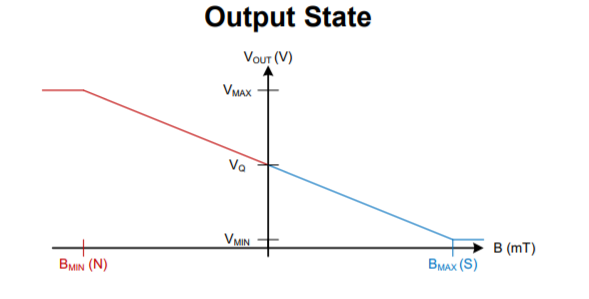 Output State
VOUT (V)
VMAX
VQ
VMIN
B (mT)
BMIN (N)
BMAX (S)